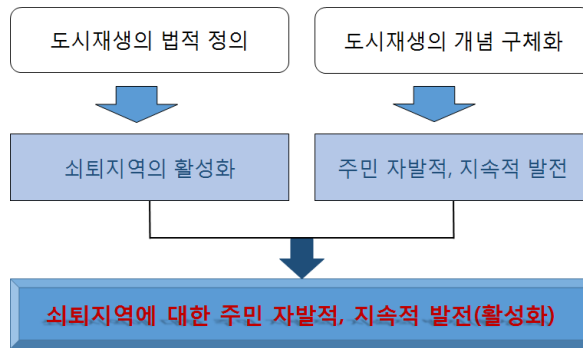 도시재생의 법적 정의
도시재생의 개념 구체화
쇠퇴지역의 활성화
주민 자발적, 지속적 발전
쇠퇴지역에 대한 주민 자발적, 지속적 발전(활성화)